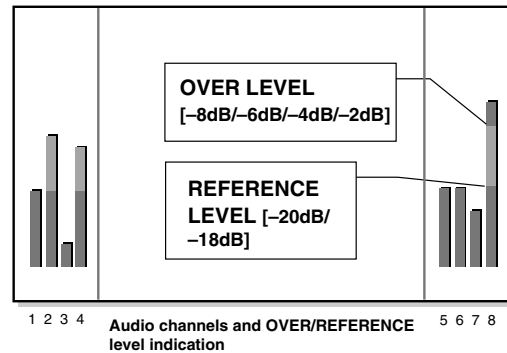 OVER LEVEL
[–8dB/–6dB/–4dB/–2dB]
REFERENCE
LEVEL [–20dB/
–18dB]
1 2 3 4
Audio channels and OVER/REFERENCE
level indication
5 6 7 8